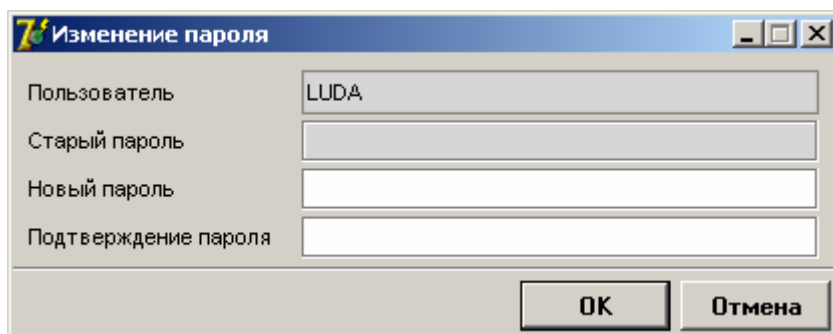 Изменение пароля
Пользователь LUDA
Старый пароль
Новый пароль
Подтверждение пароля
OK Отмена